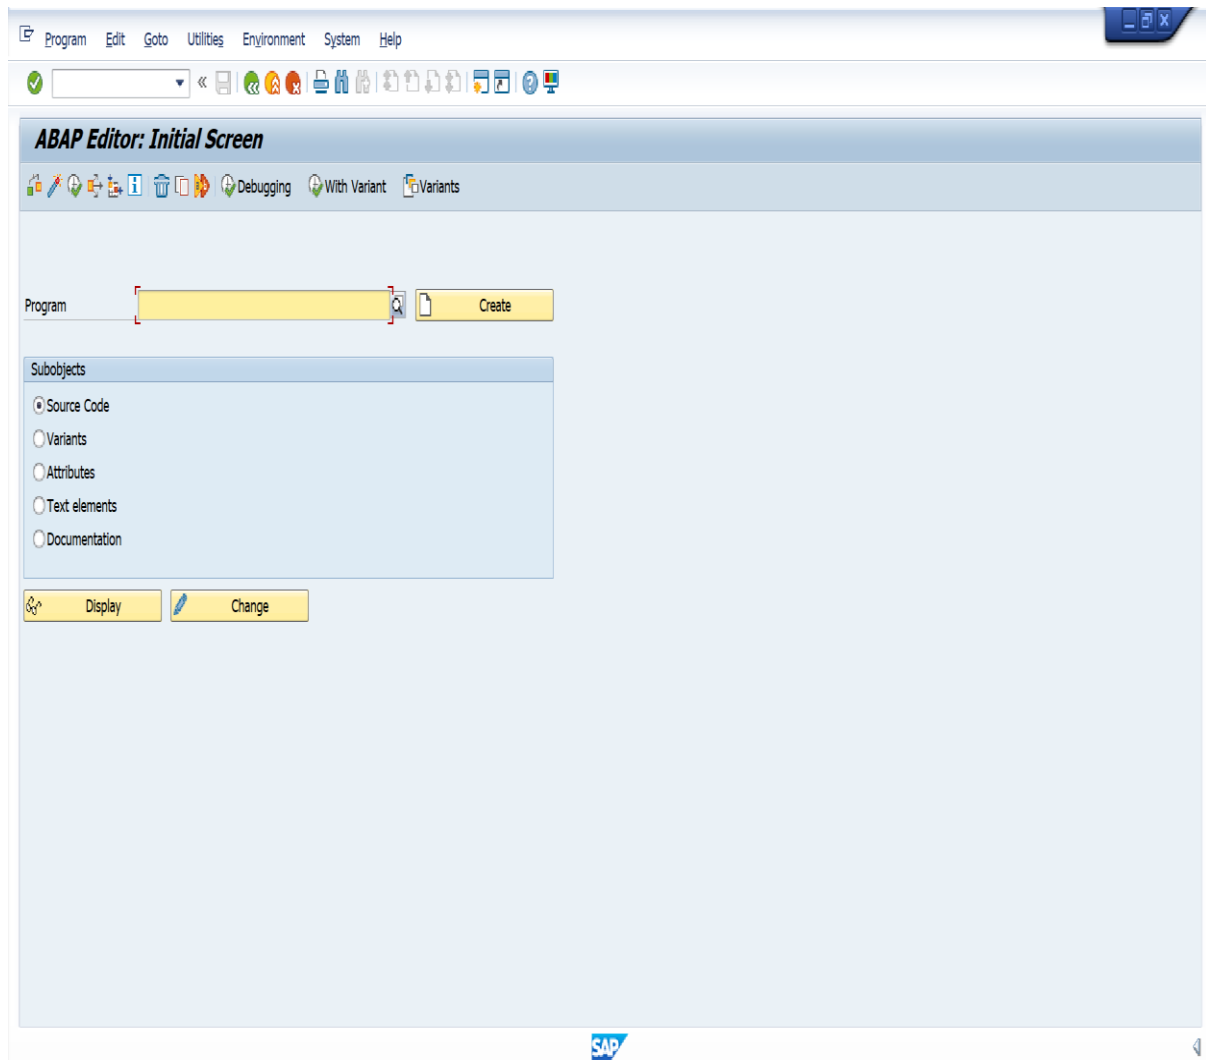 Program Edit Goto Utilities Environment System Help
ABAP Editor: Initial Screen
Debugging With Variant Variants
Program Create
Subobjects
Source Code
Variants
Attributes
Text elements
Documentation
Display Change
SAP